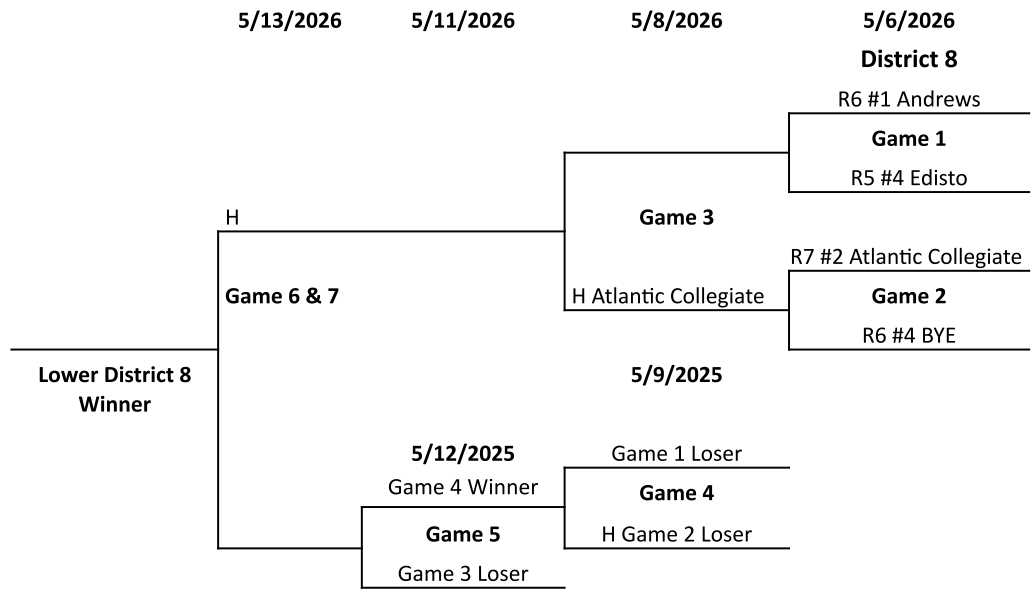 5/13/2026 5/11/2026 5/8/2026 5/6/2026
District 8
R6 #1 Andrews
Game 1
R5 #4 Edisto
H
Game 3
R7 #2 Atlantic Collegiate
Game 6 & 7
H Atlantic Collegiate
Game 2
R6 #4 BYE
Lower District 8
Winner
5/9/2025
5/12/2025
Game 1 Loser
Game 4 Winner
Game 4
Game 5
H Game 2 Loser
Game 3 Loser